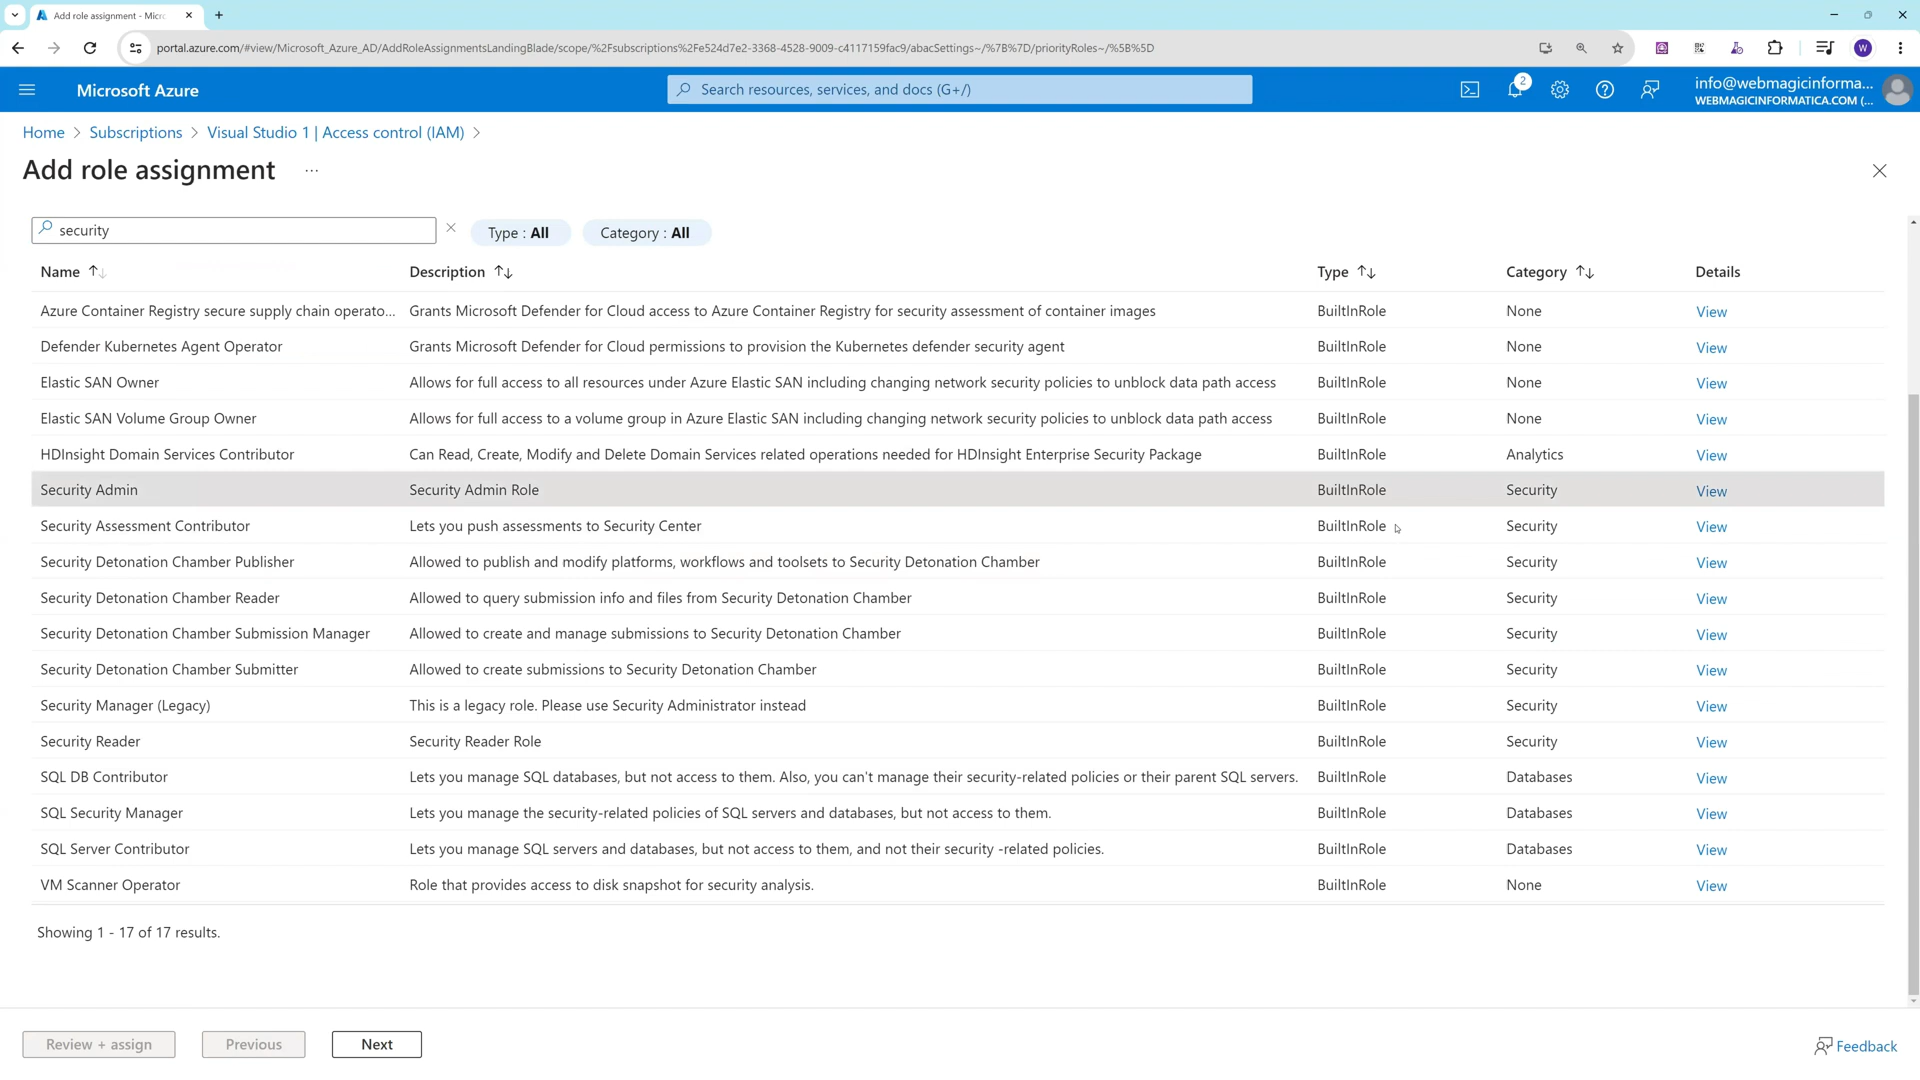 Add role assignment - Micro
portal.azure.com/#view/Microsoft_Azure_AD/AddRoleAssignmentsLandingBlade/scope/%2Fsubscriptions%2Fe524d7e2-3368-4528-9009-c4117159fac9/abacSettings~/%7B%7D/priorityRoles~/%5B%5D
W
Microsoft Azure
Search resources, services, and docs (G+/)
2
info@webmagicinforma...
WEBMAGICINFORMATICA.COM (...
Home > Subscriptions > Visual Studio 1 | Access control (IAM) >
Add role assignment ...
security
Type : All
Category : All
Name Description Type Category Details
Azure Container Registry secure supply chain operato... Grants Microsoft Defender for Cloud access to Azure Container Registry for security assessment of container images BuiltInRole None View
Defender Kubernetes Agent Operator Grants Microsoft Defender for Cloud permissions to provision the Kubernetes defender security agent BuiltInRole None View
Elastic SAN Owner Allows for full access to all resources under Azure Elastic SAN including changing network security policies to unblock data path access BuiltInRole None View
Elastic SAN Volume Group Owner Allows for full access to a volume group in Azure Elastic SAN including changing network security policies to unblock data path access BuiltInRole None View
HDInsight Domain Services Contributor Can Read, Create, Modify and Delete Domain Services related operations needed for HDInsight Enterprise Security Package BuiltInRole Analytics View
Security Admin Security Admin Role BuiltInRole Security View
Security Assessment Contributor Lets you push assessments to Security Center BuiltInRole Security View
Security Detonation Chamber Publisher Allowed to publish and modify platforms, workflows and toolsets to Security Detonation Chamber BuiltInRole Security View
Security Detonation Chamber Reader Allowed to query submission info and files from Security Detonation Chamber BuiltInRole Security View
Security Detonation Chamber Submission Manager Allowed to create and manage submissions to Security Detonation Chamber BuiltInRole Security View
Security Detonation Chamber Submitter Allowed to create submissions to Security Detonation Chamber BuiltInRole Security View
Security Manager (Legacy) This is a legacy role. Please use Security Administrator instead BuiltInRole Security View
Security Reader Security Reader Role BuiltInRole Security View
SQL DB Contributor Lets you manage SQL databases, but not access to them. Also, you can't manage their security-related policies or their parent SQL servers. BuiltInRole Databases View
SQL Security Manager Lets you manage the security-related policies of SQL servers and databases, but not access to them. BuiltInRole Databases View
SQL Server Contributor Lets you manage SQL servers and databases, but not access to them, and not their security -related policies. BuiltInRole Databases View
VM Scanner Operator Role that provides access to disk snapshot for security analysis. BuiltInRole None View
Showing 1 - 17 of 17 results.
Review + assign
Previous
Next
Feedback